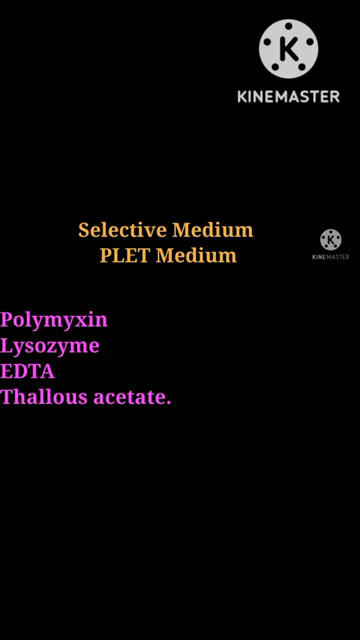 KINEMASTER
Selective Medium
PLET Medium
KINEMASTER
Polymyxin
Lysozyme
EDTA
Thallous acetate.